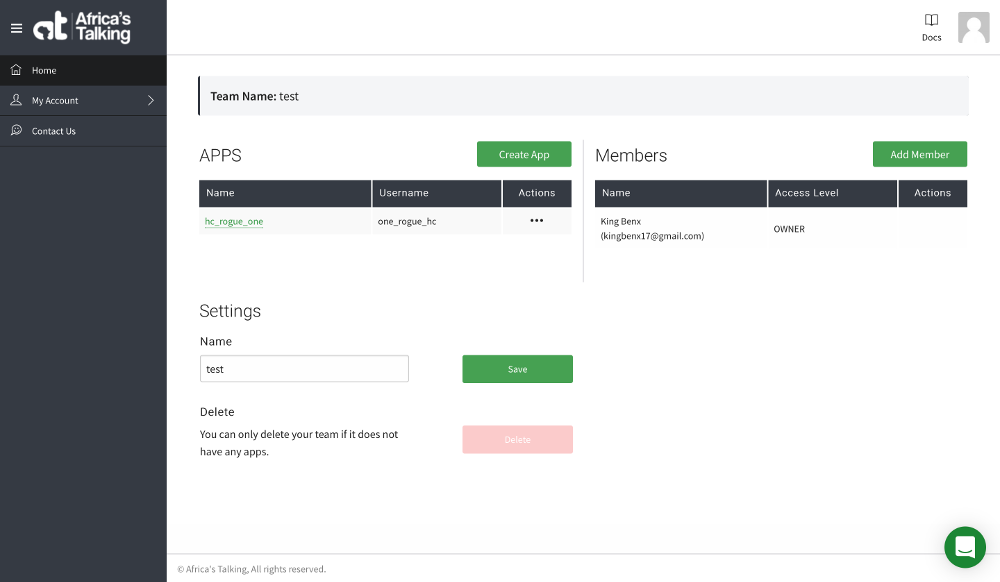 at Africa's
Talking
Docs
Home
My Account
Contact Us
Team Name: test
APPS
Create App
Name Username Actions
hc_rogue_one one_rogue_hc •••
Members
Add Member
Name Access Level Actions
King Benx
(kingbenx17@gmail.com)
OWNER
Settings
Name
test
Save
Delete
You can only delete your team if it does not
have any apps.
Delete
© Africa's Talking, All rights reserved.